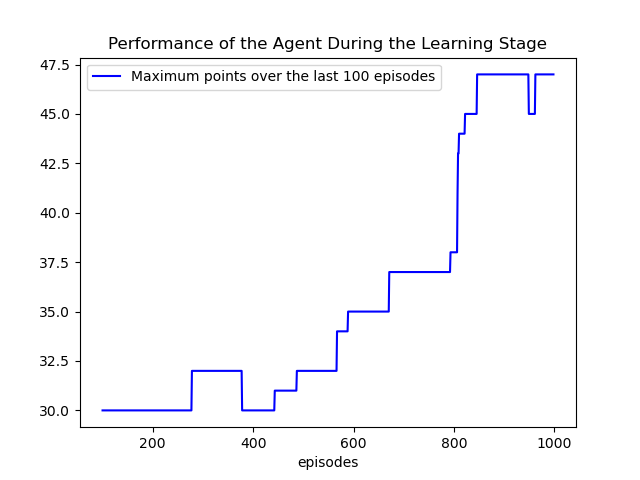 Performance of the Agent During the Learning Stage
Maximum points over the last 100 episodes
47.5
45.0
42.5
40.0
37.5
35.0
32.5
30.0
200 400 600 800 1000
episodes